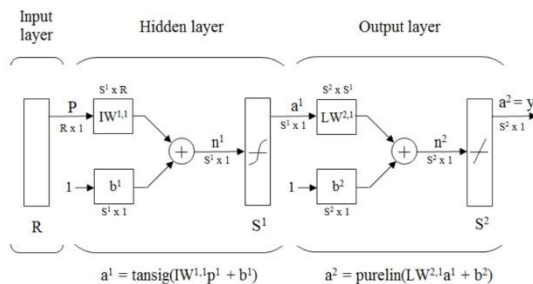 Input
layer
Hidden layer
Output layer
P
R x 1
S¹ x R
IW¹,¹
1
b¹
S¹ x 1
n¹
S¹ x 1
a¹
S¹ x 1
S² x S¹
LW²,¹
1
b²
S² x 1
n²
S² x 1
a² = y
S² x 1
R
S¹
S²
a¹ = tansig(IW¹,¹p¹ + b¹)
a² = purelin(LW²,¹a¹ + b²)